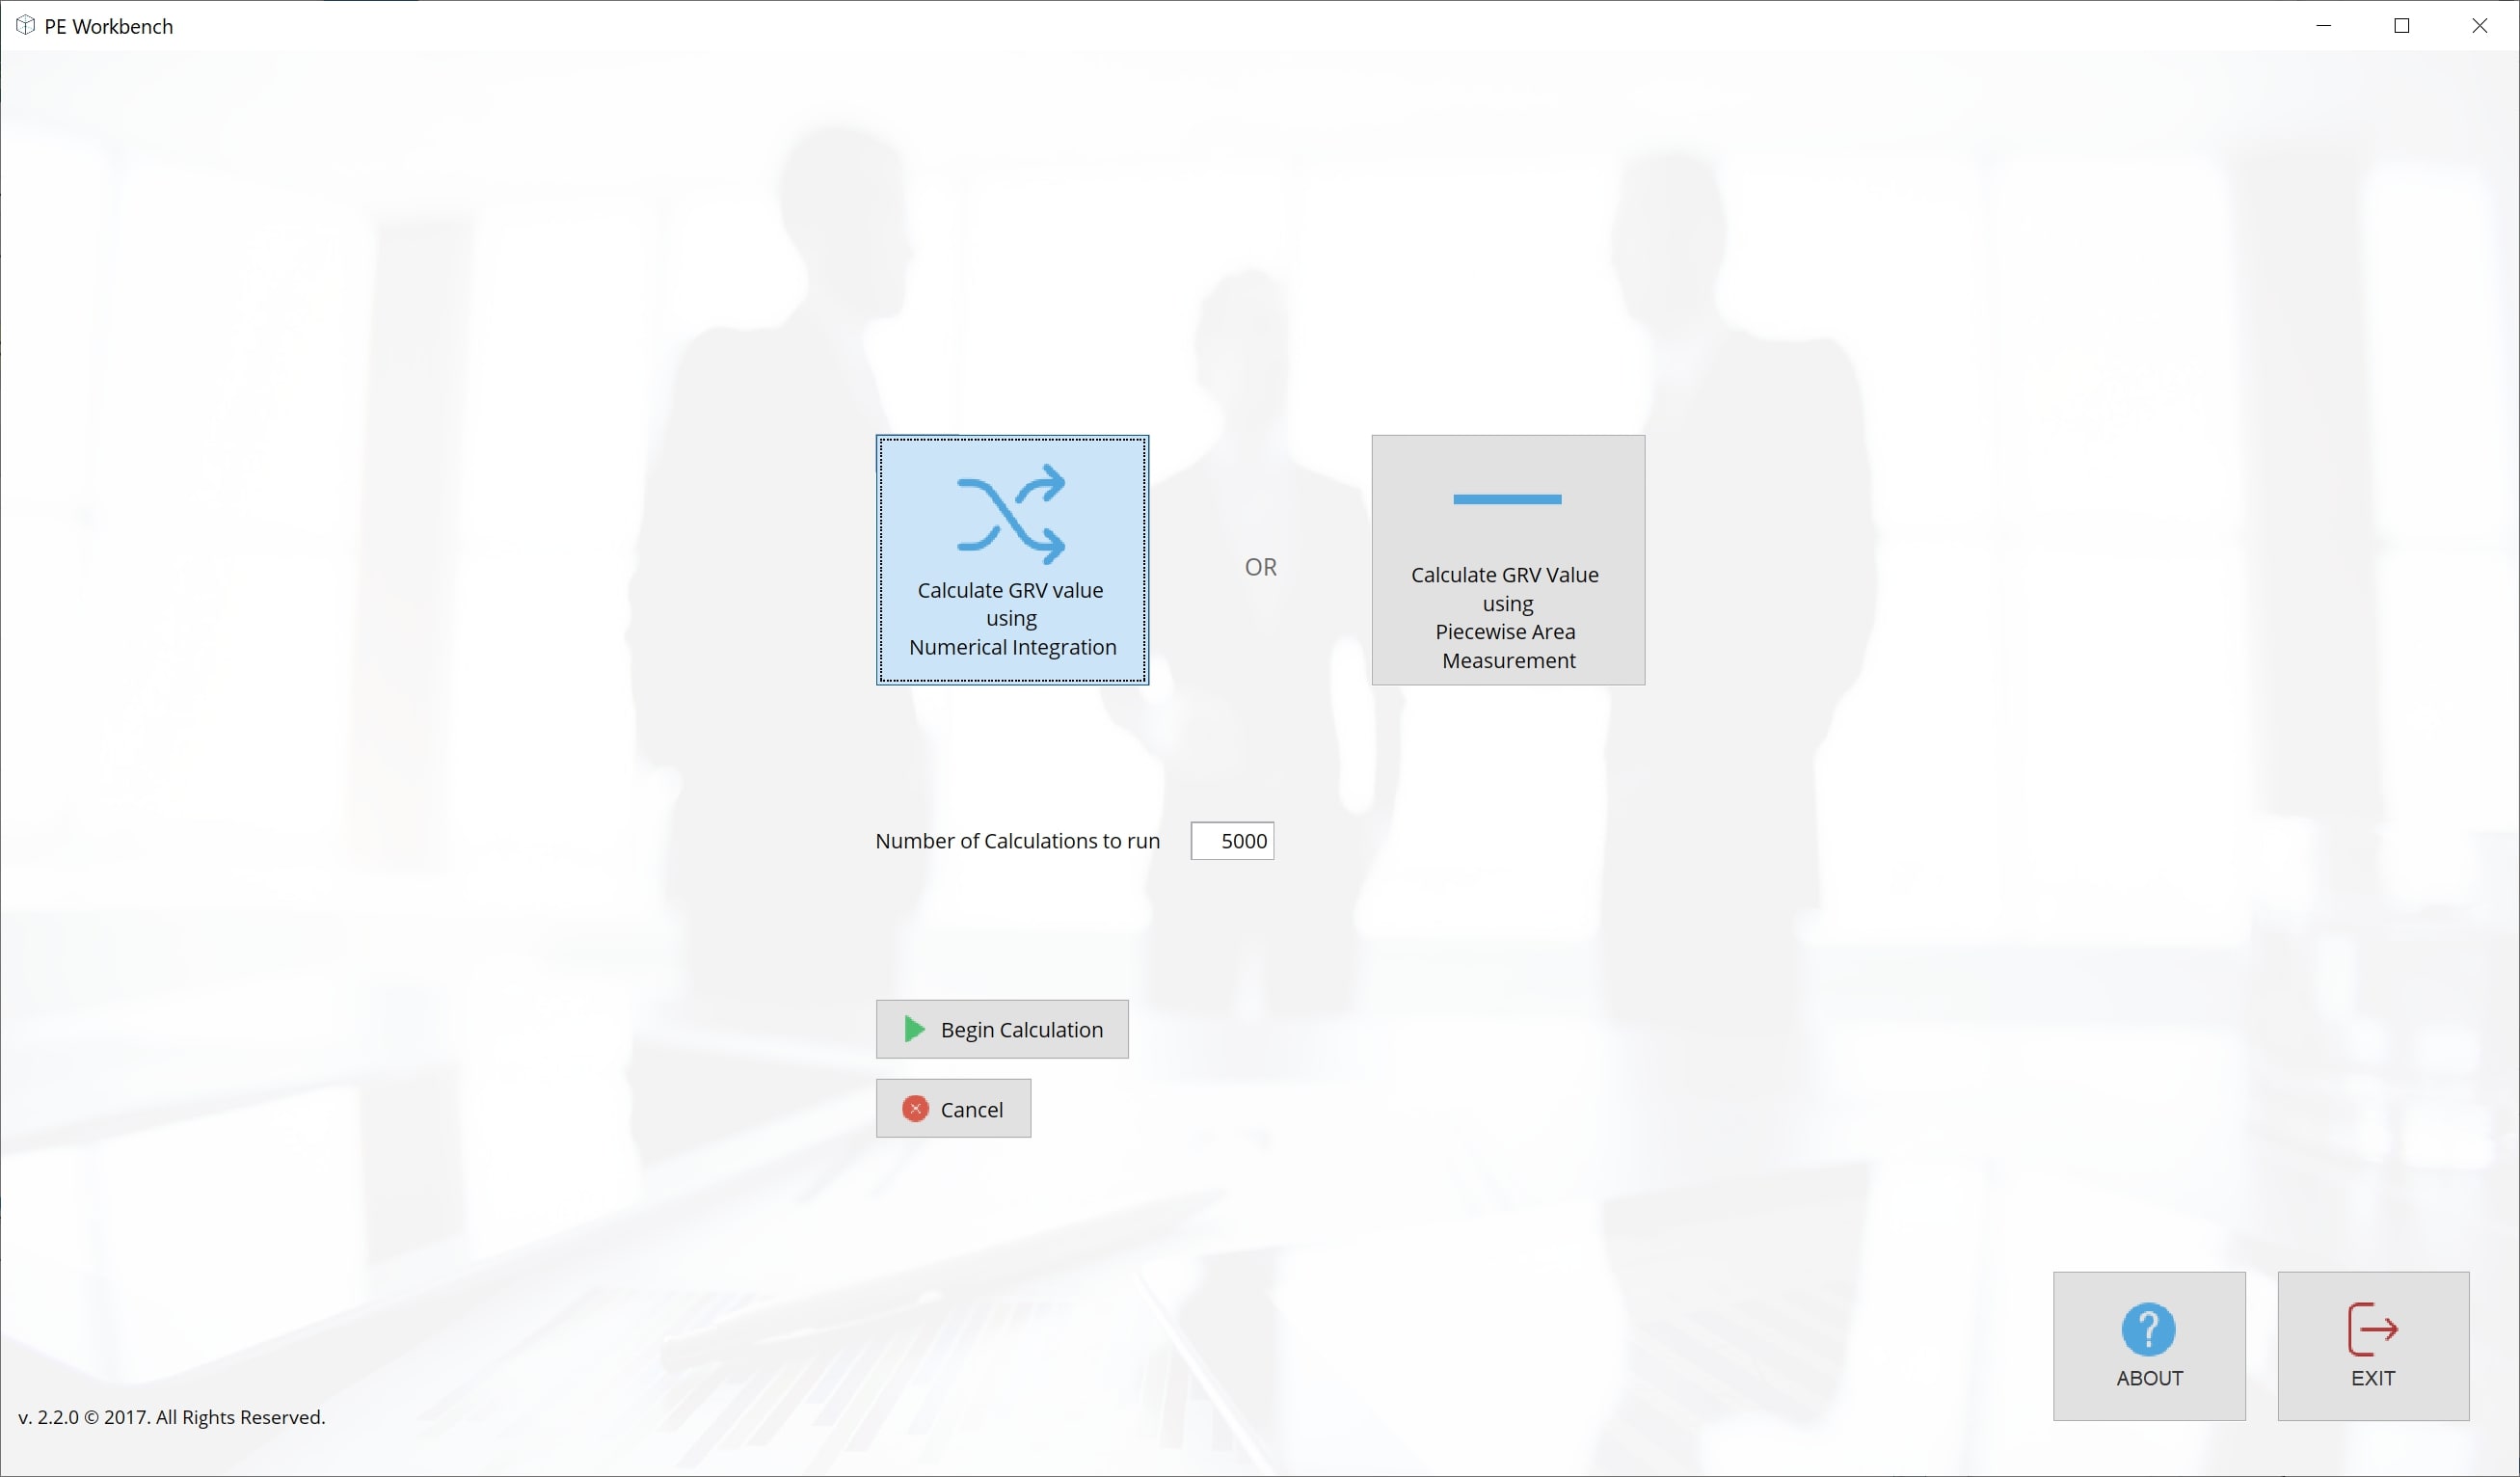 PE Workbench
Calculate GRV value
using
Numerical Integration
OR
Calculate GRV Value
using
Piecewise Area
Measurement
Number of Calculations to run 5000
Begin Calculation
Cancel
ABOUT
EXIT
v. 2.2.0 © 2017. All Rights Reserved.